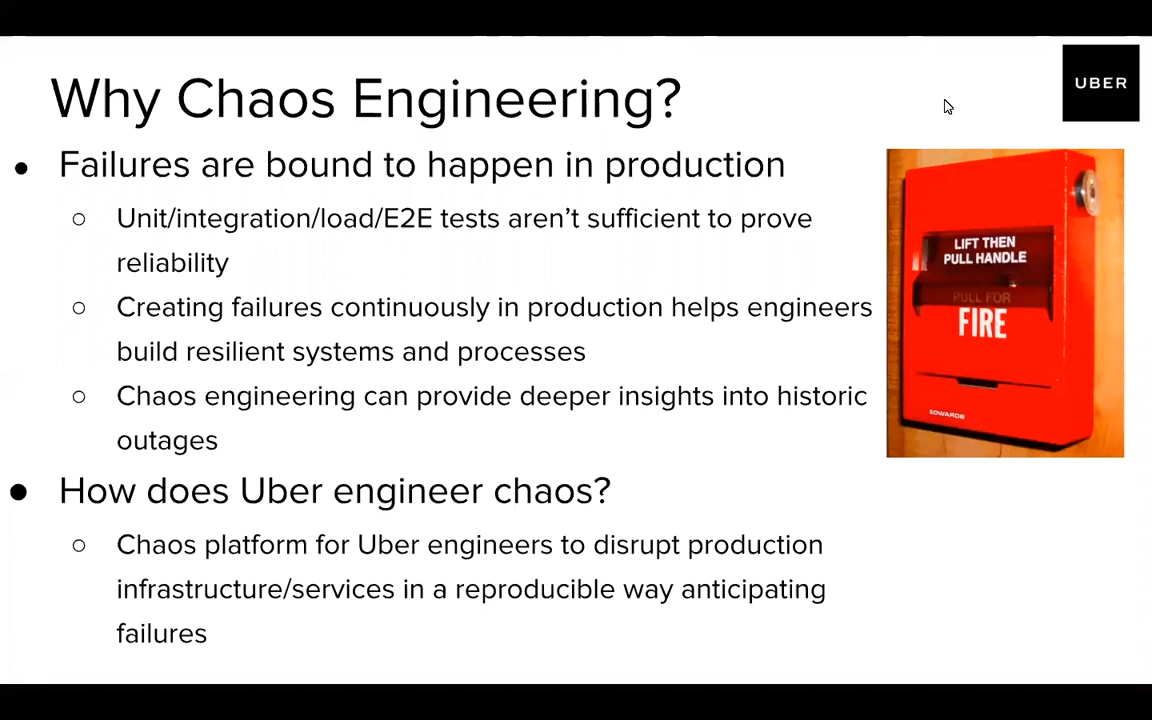 Why Chaos Engineering?
UBER
● Failures are bound to happen in production
○ Unit/integration/load/E2E tests aren’t sufficient to prove
reliability
○ Creating failures continuously in production helps engineers
build resilient systems and processes
○ Chaos engineering can provide deeper insights into historic
outages
● How does Uber engineer chaos?
○ Chaos platform for Uber engineers to disrupt production
infrastructure/services in a reproducible way anticipating
failures
LIFT THEN
PULL HANDLE
PULL FOR
FIRE
EDWARDS